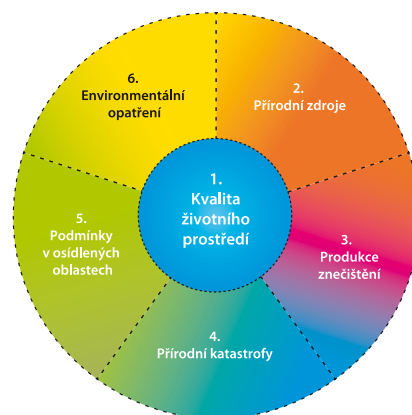 1.
Kvalita
životního
prostředí
2.
Přírodní zdroje
3.
Produkce
znečištění
4.
Přírodní katastrofy
5.
Podmínky
v osídlených
oblastech
6.
Environmentální
opatření